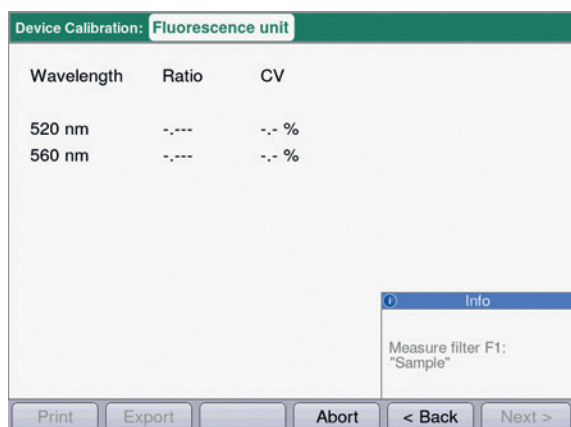 Device Calibration: Fluorescence unit
Wavelength Ratio CV
520 nm -.--- -.- %
560 nm -.--- -.- %
i Info
Measure filter F1:
"Sample"
Print Export Abort < Back Next >